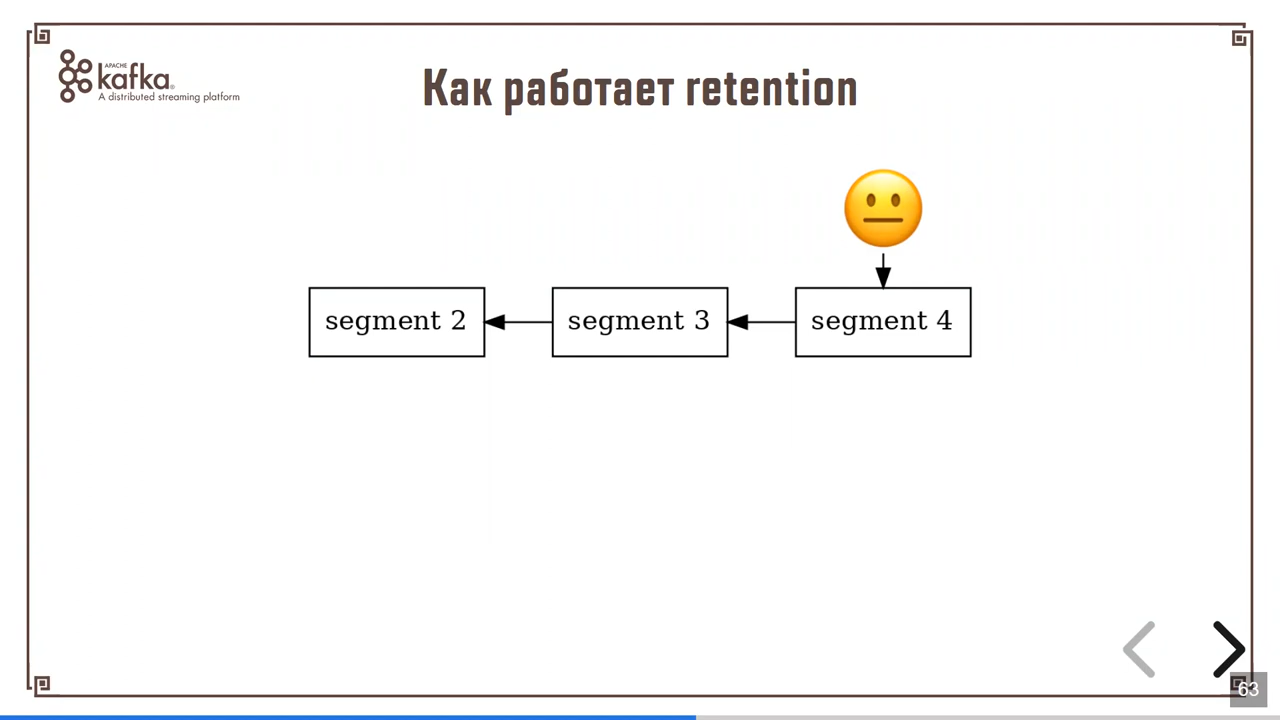 APACHE
kafka®
A distributed streaming platform
Как работает retention
segment 2
segment 3
segment 4
63